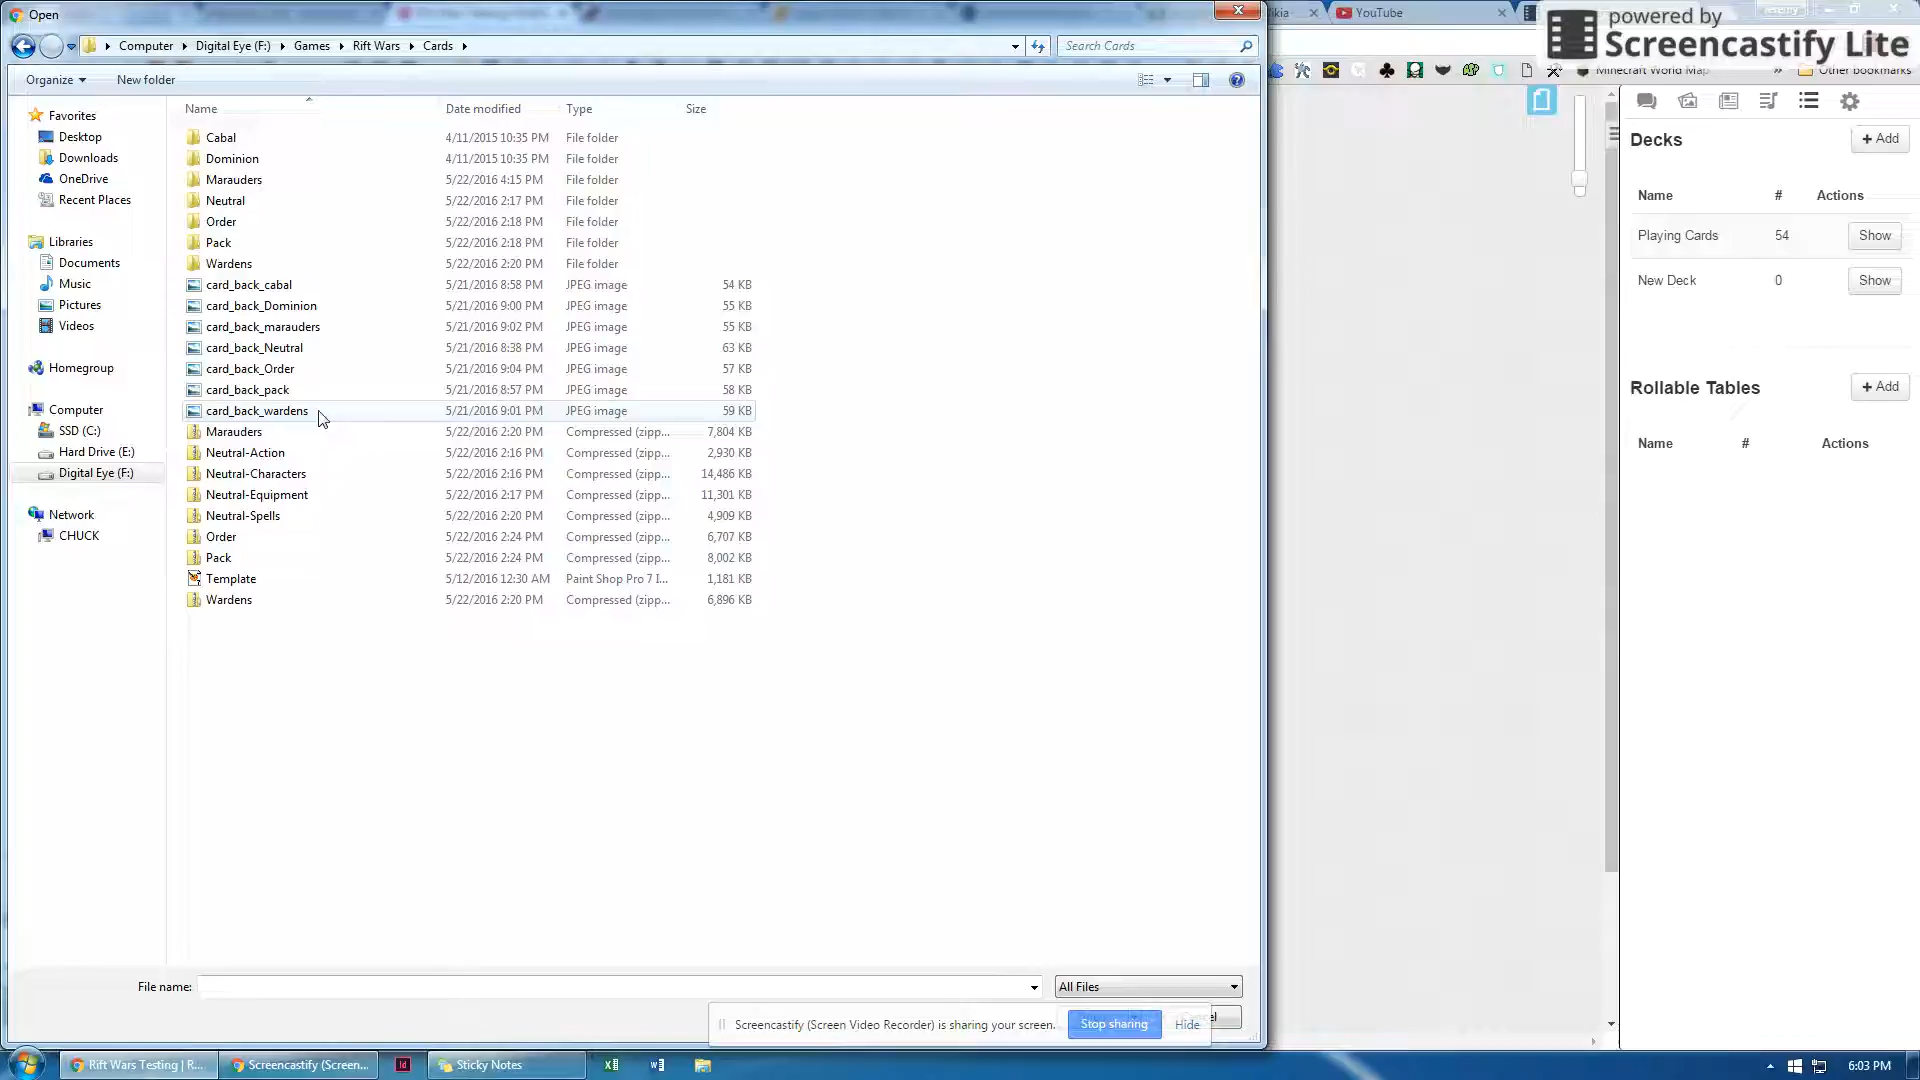 Open
ikia
YouTube
powered by
Screencastify Lite
Computer
Digital Eye (F:)
Games
Rift Wars
Cards
Search Cards
Organize
New folder
Minecraft World Map
Other bookmarks
Name Date modified Type Size
Favorites
Desktop
Downloads
OneDrive
Recent Places
Libraries
Documents
Music
Pictures
Videos
Homegroup
Computer
SSD (C:)
Hard Drive (E:)
Digital Eye (F:)
Network
CHUCK
Cabal 4/11/2015 10:35 PM File folder
Dominion 4/11/2015 10:35 PM File folder
Marauders 5/22/2016 4:15 PM File folder
Neutral 5/22/2016 2:17 PM File folder
Order 5/22/2016 2:18 PM File folder
Pack 5/22/2016 2:18 PM File folder
Wardens 5/22/2016 2:20 PM File folder
card_back_cabal 5/21/2016 8:58 PM JPEG image 54 KB
card_back_Dominion 5/21/2016 9:00 PM JPEG image 55 KB
card_back_marauders 5/21/2016 9:02 PM JPEG image 55 KB
card_back_Neutral 5/21/2016 8:38 PM JPEG image 63 KB
card_back_Order 5/21/2016 9:04 PM JPEG image 57 KB
card_back_pack 5/21/2016 8:57 PM JPEG image 58 KB
card_back_wardens 5/21/2016 9:01 PM JPEG image 59 KB
Marauders 5/22/2016 2:20 PM Compressed (zipp... 7,804 KB
Neutral-Action 5/22/2016 2:16 PM Compressed (zipp... 2,930 KB
Neutral-Characters 5/22/2016 2:16 PM Compressed (zipp... 14,486 KB
Neutral-Equipment 5/22/2016 2:17 PM Compressed (zipp... 11,301 KB
Neutral-Spells 5/22/2016 2:20 PM Compressed (zipp... 4,909 KB
Order 5/22/2016 2:24 PM Compressed (zipp... 6,707 KB
Pack 5/22/2016 2:24 PM Compressed (zipp... 8,002 KB
Template 5/12/2016 12:30 AM Paint Shop Pro 7 I... 1,181 KB
Wardens 5/22/2016 2:20 PM Compressed (zipp... 6,896 KB
Decks
+ Add
Name # Actions
Playing Cards 54 Show
New Deck 0 Show
Rollable Tables
+ Add
Name # Actions
File name:
All Files
Screencastify (Screen Video Recorder) is sharing your screen.
Stop sharing
Hide
Rift Wars Testing | R...
Screencastify (Screen...
Id
Sticky Notes
6:03 PM